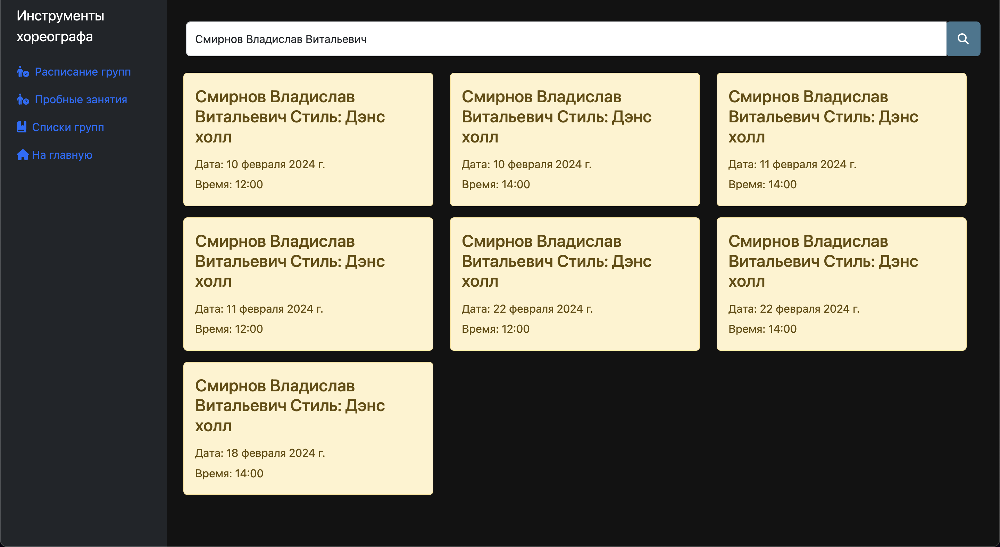 Инструменты
хореографа
Расписание групп
Пробные занятия
Списки групп
На главную
Смирнов Владислав Витальевич
Смирнов Владислав
Витальевич Стиль: Дэнс
холл
Дата: 10 февраля 2024 г.
Время: 12:00
Смирнов Владислав
Витальевич Стиль: Дэнс
холл
Дата: 10 февраля 2024 г.
Время: 14:00
Смирнов Владислав
Витальевич Стиль: Дэнс
холл
Дата: 11 февраля 2024 г.
Время: 14:00
Смирнов Владислав
Витальевич Стиль: Дэнс
холл
Дата: 11 февраля 2024 г.
Время: 12:00
Смирнов Владислав
Витальевич Стиль: Дэнс
холл
Дата: 22 февраля 2024 г.
Время: 12:00
Смирнов Владислав
Витальевич Стиль: Дэнс
холл
Дата: 22 февраля 2024 г.
Время: 14:00
Смирнов Владислав
Витальевич Стиль: Дэнс
холл
Дата: 18 февраля 2024 г.
Время: 14:00